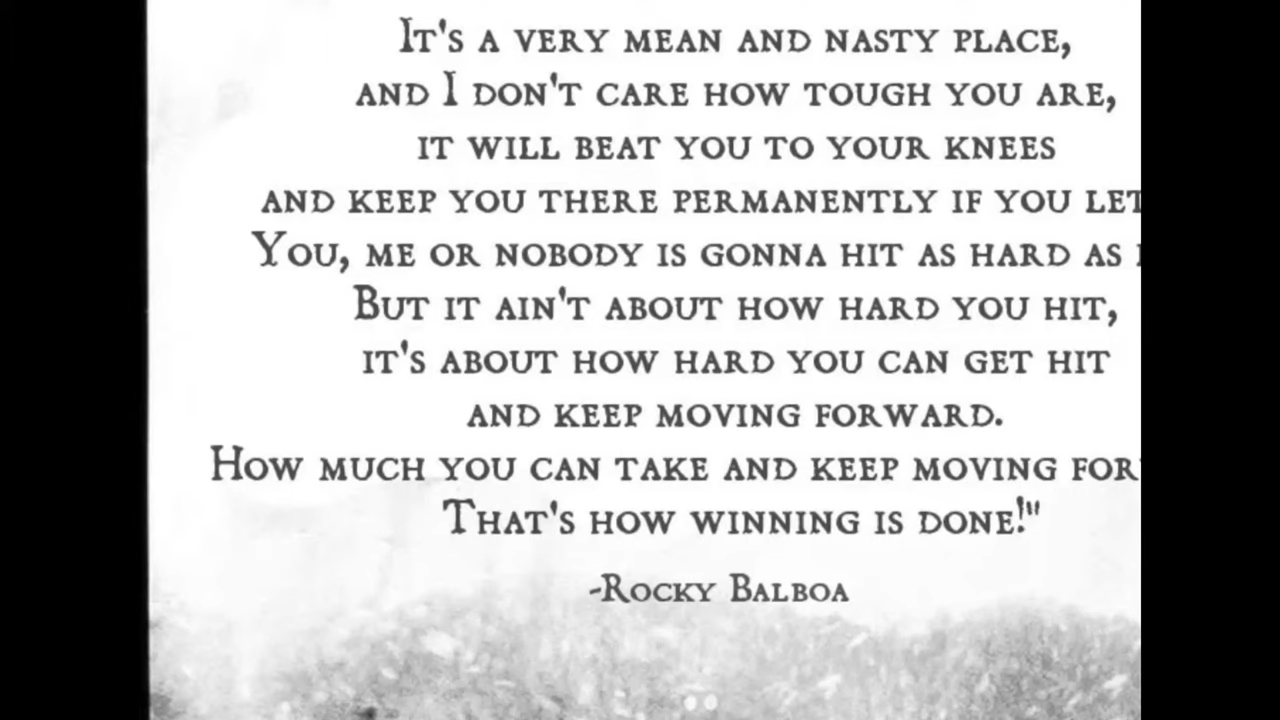 It's a very mean and nasty place,
and I don't care how tough you are,
it will beat you to your knees
and keep you there permanently if you let
You, me or nobody is gonna hit as hard as
But it ain't about how hard you hit,
it's about how hard you can get hit
and keep moving forward.
How much you can take and keep moving for
That's how winning is done!"
-Rocky Balboa